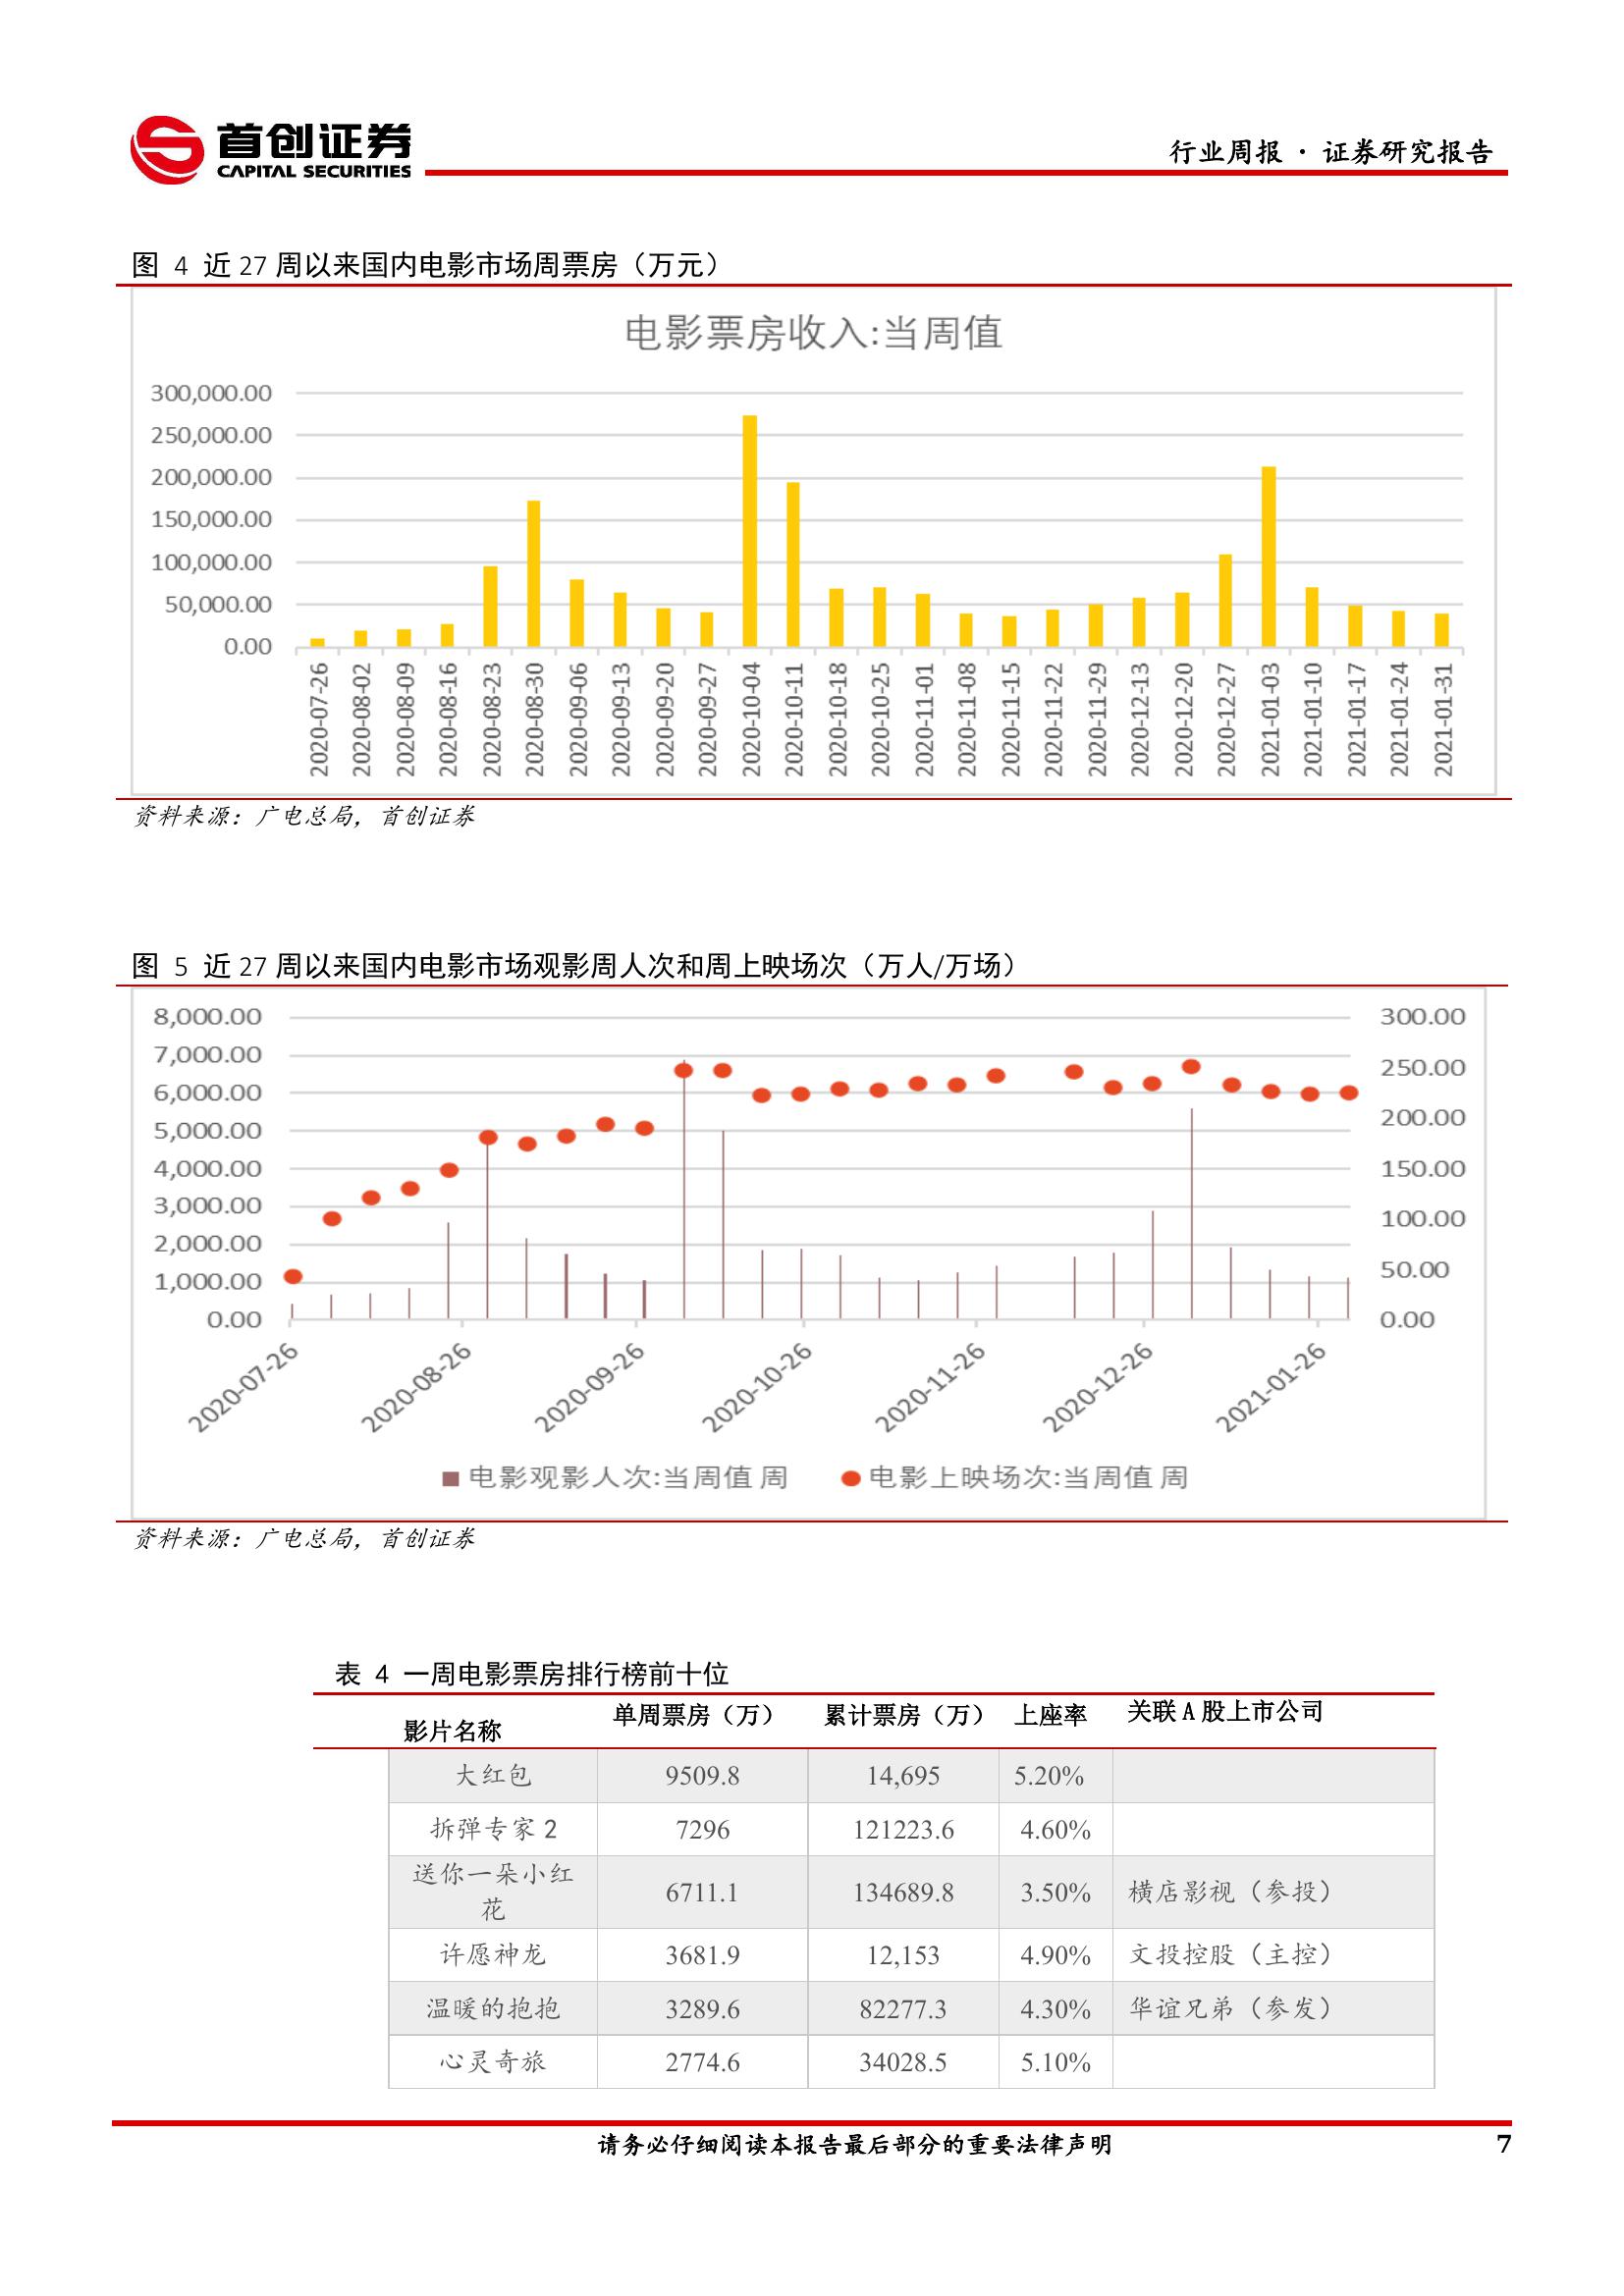 首创证券
CAPITAL SECURITIES
行业周报 · 证券研究报告
图 4 近 27 周以来国内电影市场周票房（万元）
电影票房收入:当周值
300,000.00
250,000.00
200,000.00
150,000.00
100,000.00
50,000.00
0.00
2020-07-26
2020-08-02
2020-08-09
2020-08-16
2020-08-23
2020-08-30
2020-09-06
2020-09-13
2020-09-20
2020-09-27
2020-10-04
2020-10-11
2020-10-18
2020-10-25
2020-11-01
2020-11-08
2020-11-15
2020-11-22
2020-11-29
2020-12-13
2020-12-20
2020-12-27
2021-01-03
2021-01-10
2021-01-17
2021-01-24
2021-01-31
资料来源：广电总局，首创证券
图 5 近 27 周以来国内电影市场观影周人次和周上映场次（万人/万场）
8,000.00
7,000.00
6,000.00
5,000.00
4,000.00
3,000.00
2,000.00
1,000.00
0.00
300.00
250.00
200.00
150.00
100.00
50.00
0.00
2020-07-26
2020-08-26
2020-09-26
2020-10-26
2020-11-26
2020-12-26
2021-01-26
电影观影人次:当周值 周
电影上映场次:当周值 周
资料来源：广电总局，首创证券
表 4 一周电影票房排行榜前十位
影片名称 单周票房（万） 累计票房（万） 上座率 关联 A 股上市公司
大红包 9509.8 14,695 5.20%
拆弹专家 2 7296 121223.6 4.60%
送你一朵小红
花 6711.1 134689.8 3.50% 横店影视（参投）
许愿神龙 3681.9 12,153 4.90% 文投控股（主控）
温暖的抱抱 3289.6 82277.3 4.30% 华谊兄弟（参发）
心灵奇旅 2774.6 34028.5 5.10%
请务必仔细阅读本报告最后部分的重要法律声明
7